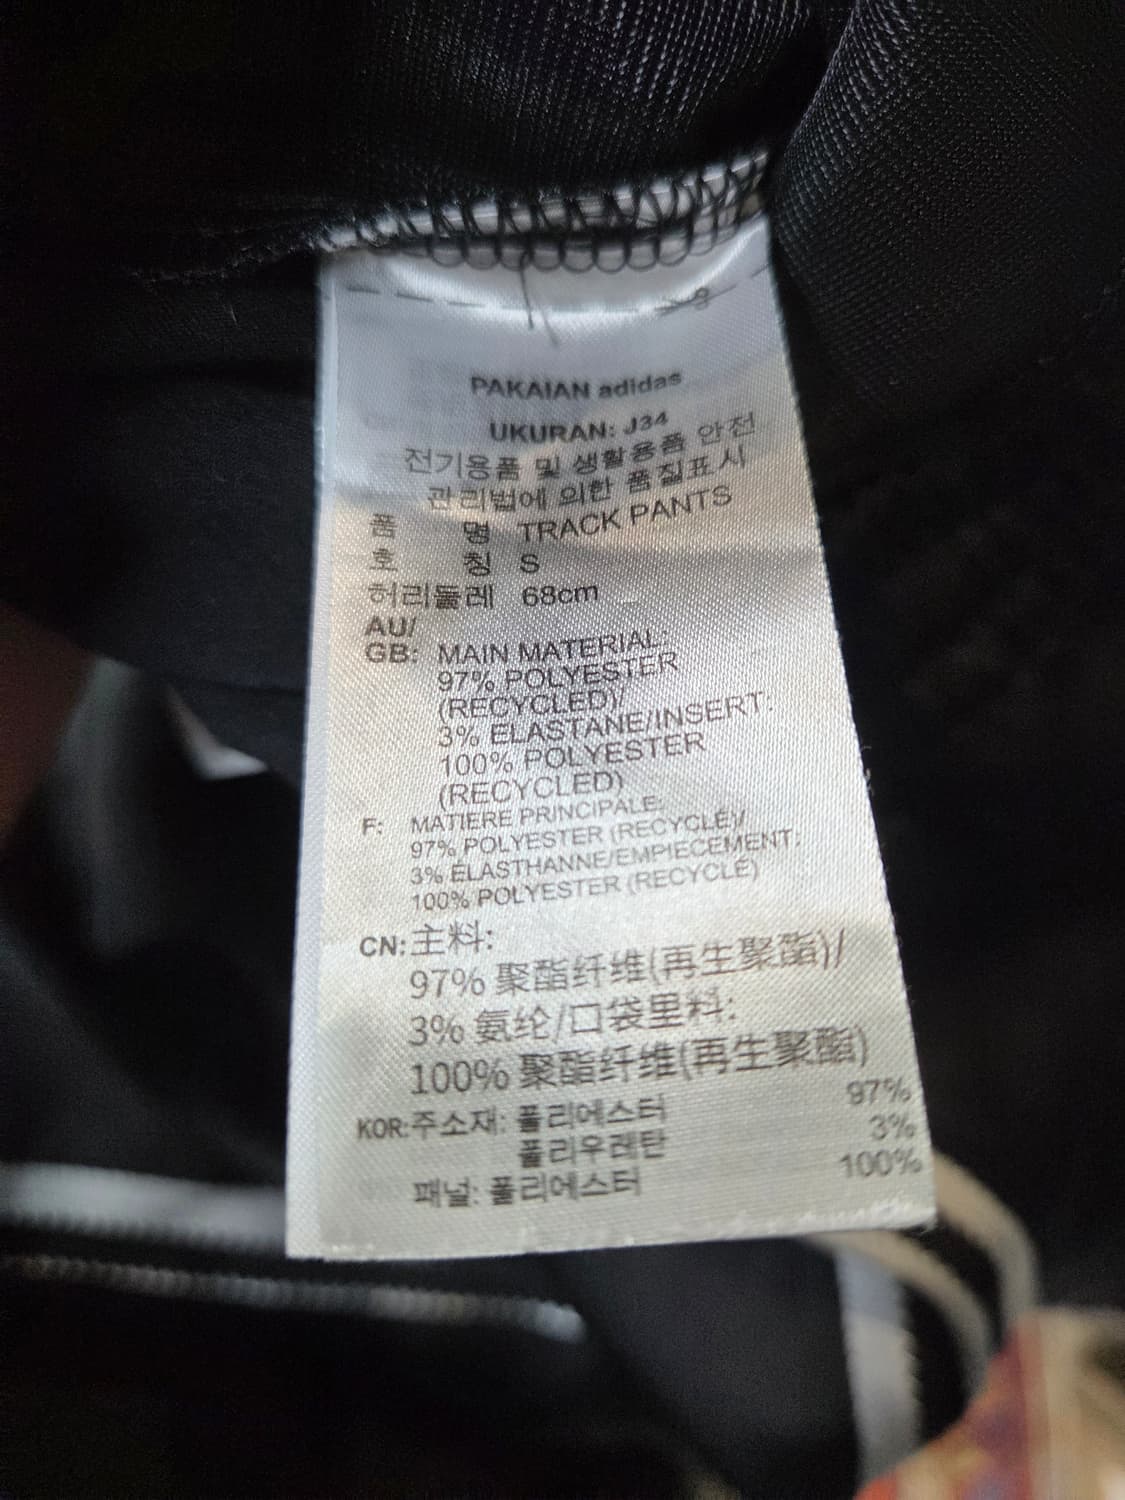 PAKAIAN adidas
UKURAN: J34
전기용품 및 생활용품 안전
관리법에 의한 품질표시
품 명 TRACK PANTS
호 칭 S
허리둘레 68cm
AU/
GB: MAIN MATERIAL:
97% POLYESTER
(RECYCLED)/
3% ELASTANE/INSERT:
100% POLYESTER
(RECYCLED)
F: MATIERE PRINCIPALE:
97% POLYESTER (RECYCLÉ)/
3% ÉLASTHANNE/EMPIECEMENT:
100% POLYESTER (RECYCLÉ)
CN: 主料:
97% 聚酯纤维(再生聚酯)/
3% 氨纶/口袋里料:
100% 聚酯纤维(再生聚酯)
KOR: 주소재: 폴리에스터 97%
폴리우레탄 3%
패널: 폴리에스터 100%